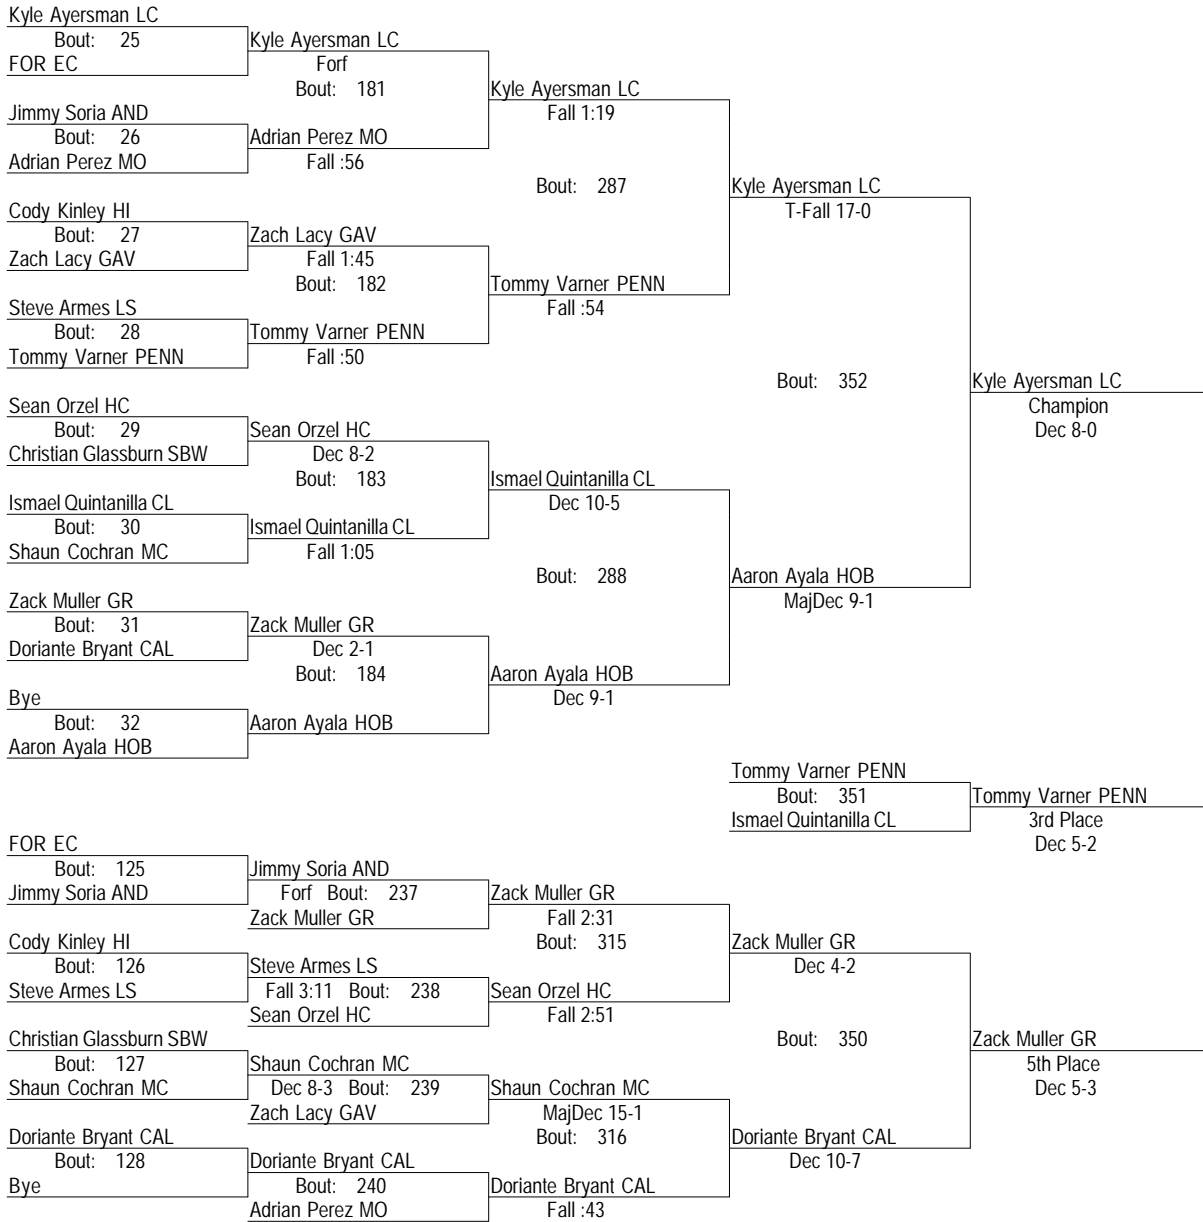 Kyle Ayersman LC
Bout: 25
Kyle Ayersman LC
FOR EC
Forf
Bout: 181
Kyle Ayersman LC
Jimmy Soria AND
Fall 1:19
Bout: 26
Adrian Perez MO
Adrian Perez MO
Fall :56
Bout: 287
Kyle Ayersman LC
Cody Kinley HI
T-Fall 17-0
Bout: 27
Zach Lacy GAV
Zach Lacy GAV
Fall 1:45
Bout: 182
Tommy Varner PENN
Steve Armes LS
Fall :54
Bout: 28
Tommy Varner PENN
Tommy Varner PENN
Fall :50
Bout: 352
Kyle Ayersman LC
Sean Orzel HC
Champion
Bout: 29
Sean Orzel HC
Dec 8-0
Christian Glassburn SBW
Dec 8-2
Bout: 183
Ismael Quintanilla CL
Ismael Quintanilla CL
Dec 10-5
Bout: 30
Ismael Quintanilla CL
Shaun Cochran MC
Fall 1:05
Bout: 288
Aaron Ayala HOB
Zack Muller GR
MajDec 9-1
Bout: 31
Zack Muller GR
Doriante Bryant CAL
Dec 2-1
Bout: 184
Aaron Ayala HOB
Bye
Dec 9-1
Bout: 32
Aaron Ayala HOB
Aaron Ayala HOB
Tommy Varner PENN
Bout: 351
Tommy Varner PENN
Ismael Quintanilla CL
3rd Place
Dec 5-2
FOR EC
Bout: 125
Jimmy Soria AND
Jimmy Soria AND
Forf Bout: 237
Zack Muller GR
Zack Muller GR
Fall 2:31
Cody Kinley HI
Bout: 315
Zack Muller GR
Bout: 126
Steve Armes LS
Dec 4-2
Steve Armes LS
Fall 3:11 Bout: 238
Sean Orzel HC
Sean Orzel HC
Fall 2:51
Christian Glassburn SBW
Bout: 350
Zack Muller GR
Bout: 127
Shaun Cochran MC
5th Place
Shaun Cochran MC
Dec 8-3 Bout: 239
Shaun Cochran MC
Dec 5-3
Zach Lacy GAV
MajDec 15-1
Doriante Bryant CAL
Bout: 316
Doriante Bryant CAL
Bout: 128
Doriante Bryant CAL
Dec 10-7
Bye
Bout: 240
Doriante Bryant CAL
Adrian Perez MO
Fall :43